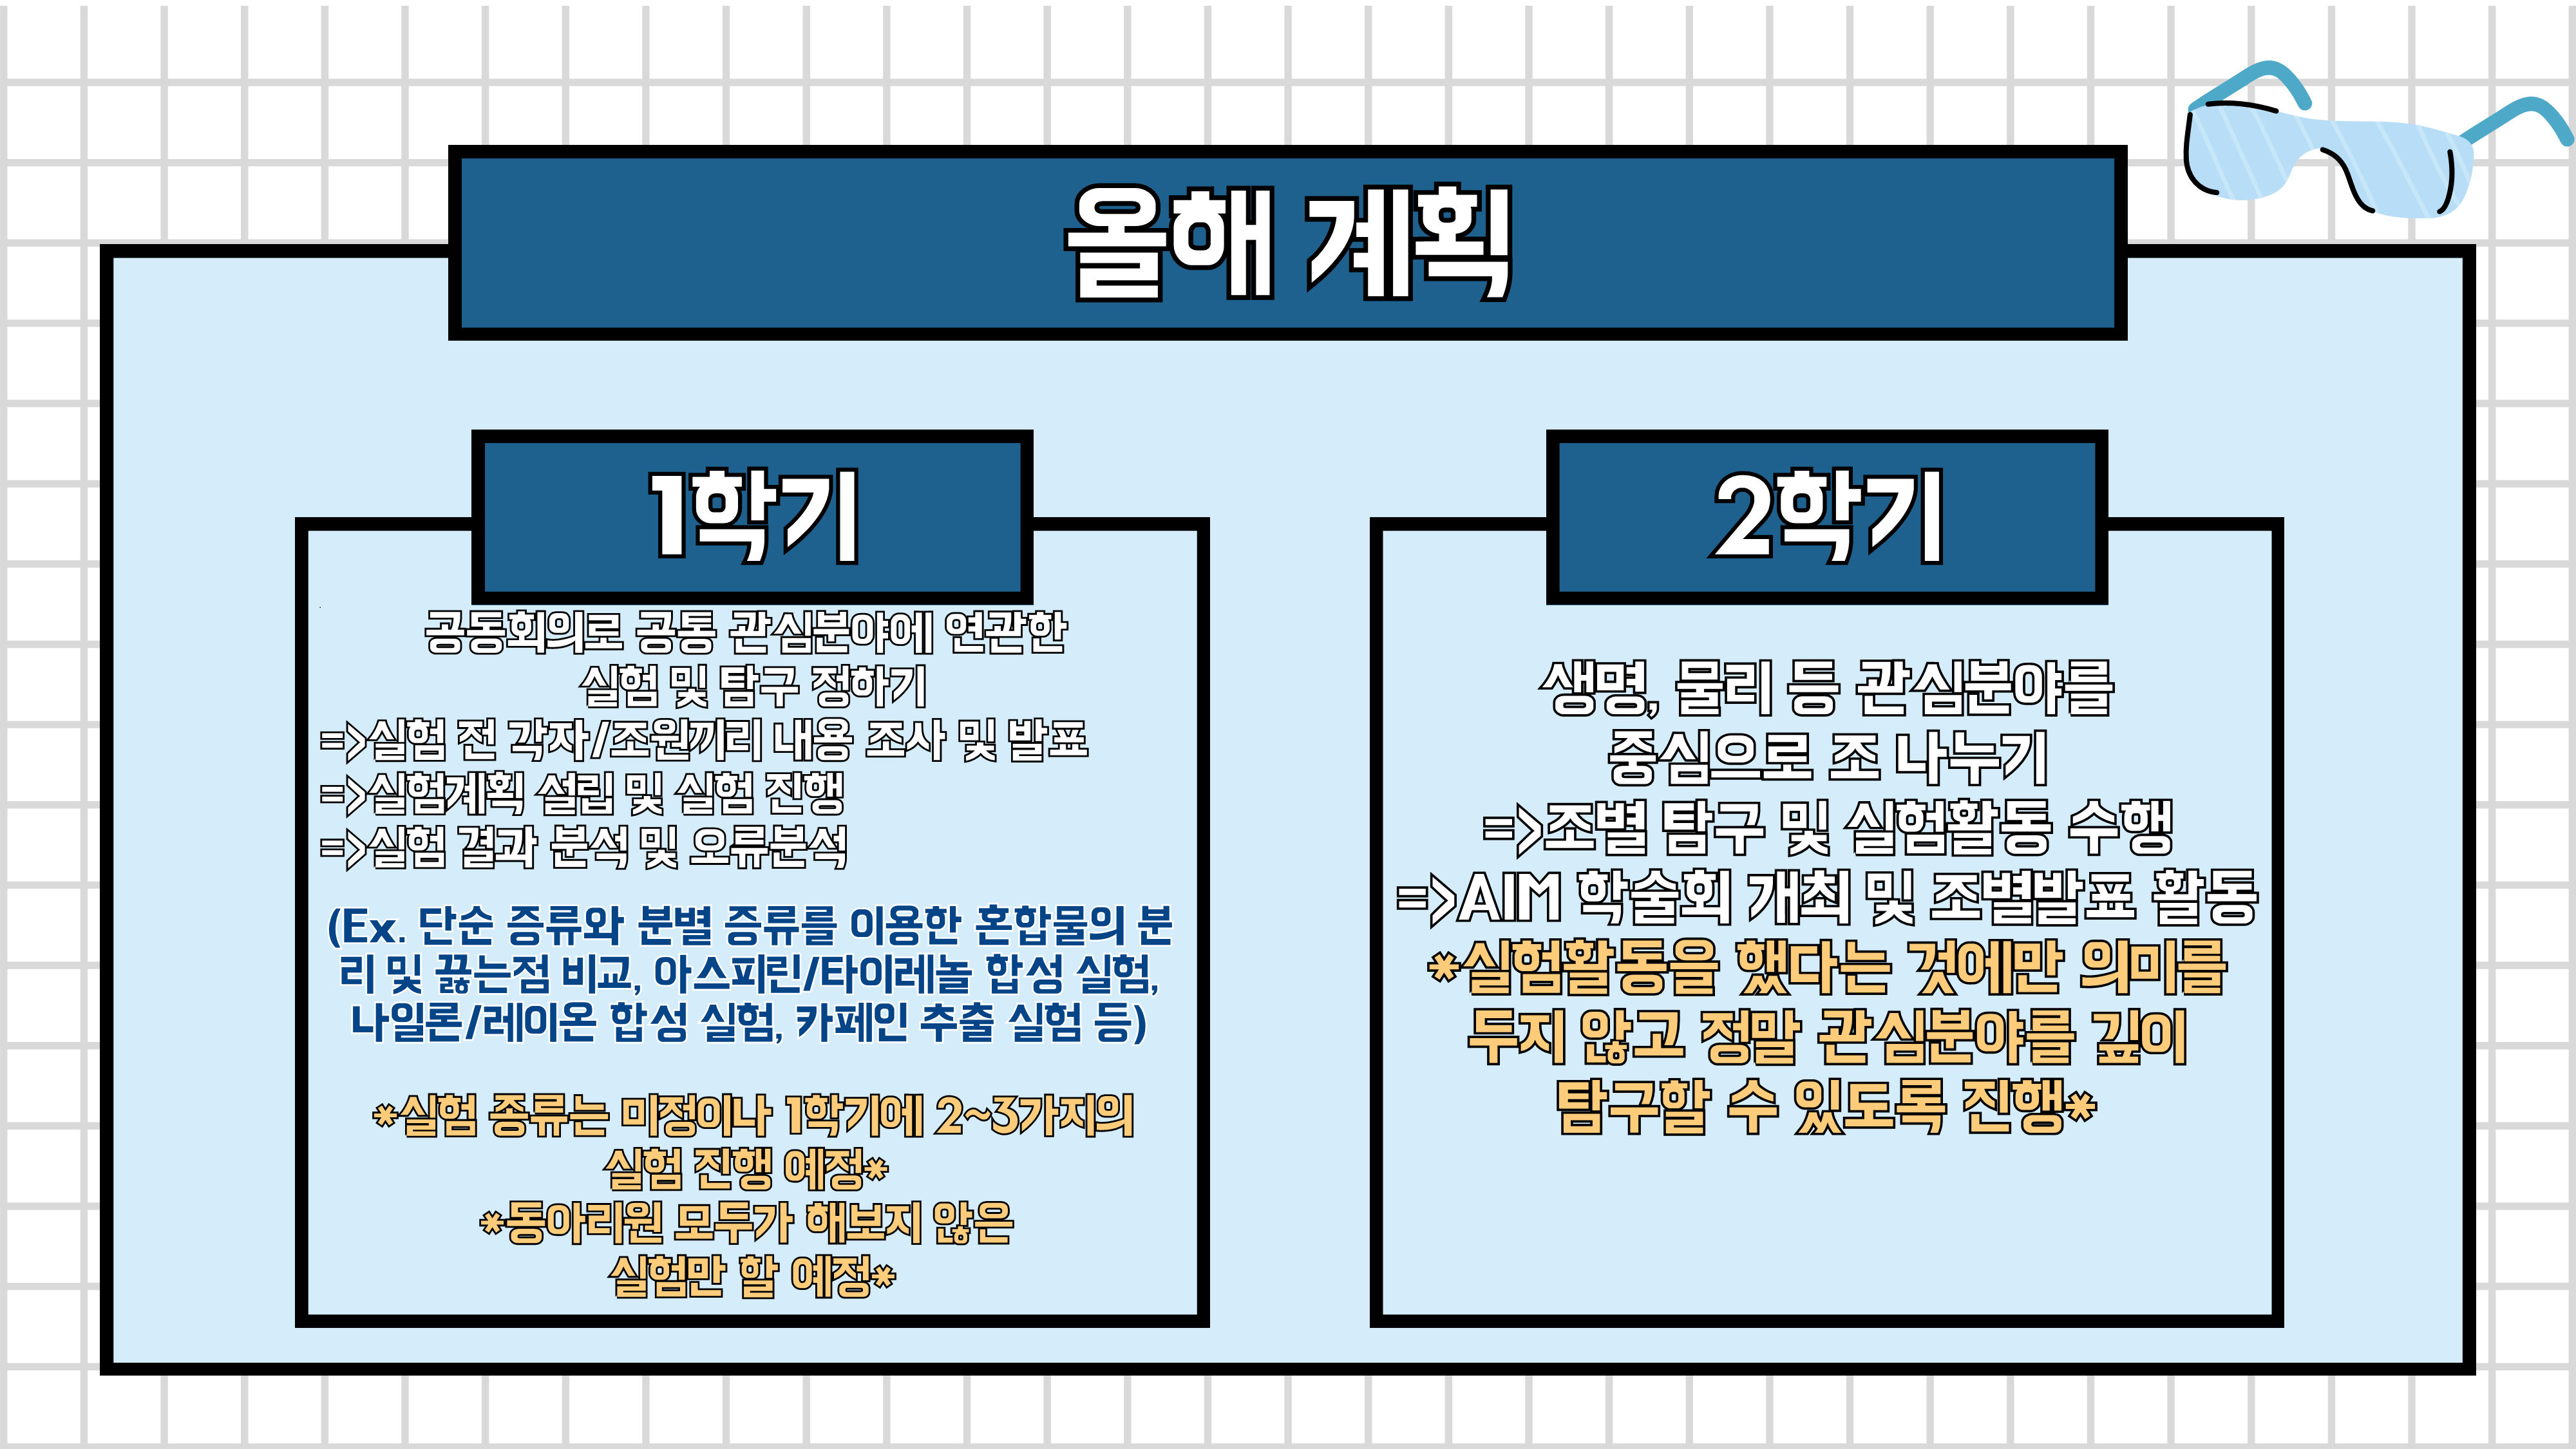 올해 계획
1학기
공동회의로 공통 관심분야에 연관한
실험 및 탐구 정하기
=>실험 전 각자/조원끼리 내용 조사 및 발표
=>실험계획 설립 및 실험 진행
=>실험 결과 분석 및 오류분석
(Ex. 단순 증류와 분별 증류를 이용한 혼합물의 분
리 및 끓는점 비교, 아스피린/타이레놀 합성 실험,
나일론/레이온 합성 실험, 카페인 추출 실험 등)
*실험 종류는 미정이나 1학기에 2~3가지의
실험 진행 예정*
*동아리원 모두가 해보지 않은
실험만 할 예정*
2학기
생명, 물리 등 관심분야를
중심으로 조 나누기
=>조별 탐구 및 실험활동 수행
=>AIM 학술회 개최 및 조별발표 활동
*실험활동을 했다는 것에만 의미를
두지 않고 정말 관심분야를 깊이
탐구할 수 있도록 진행*